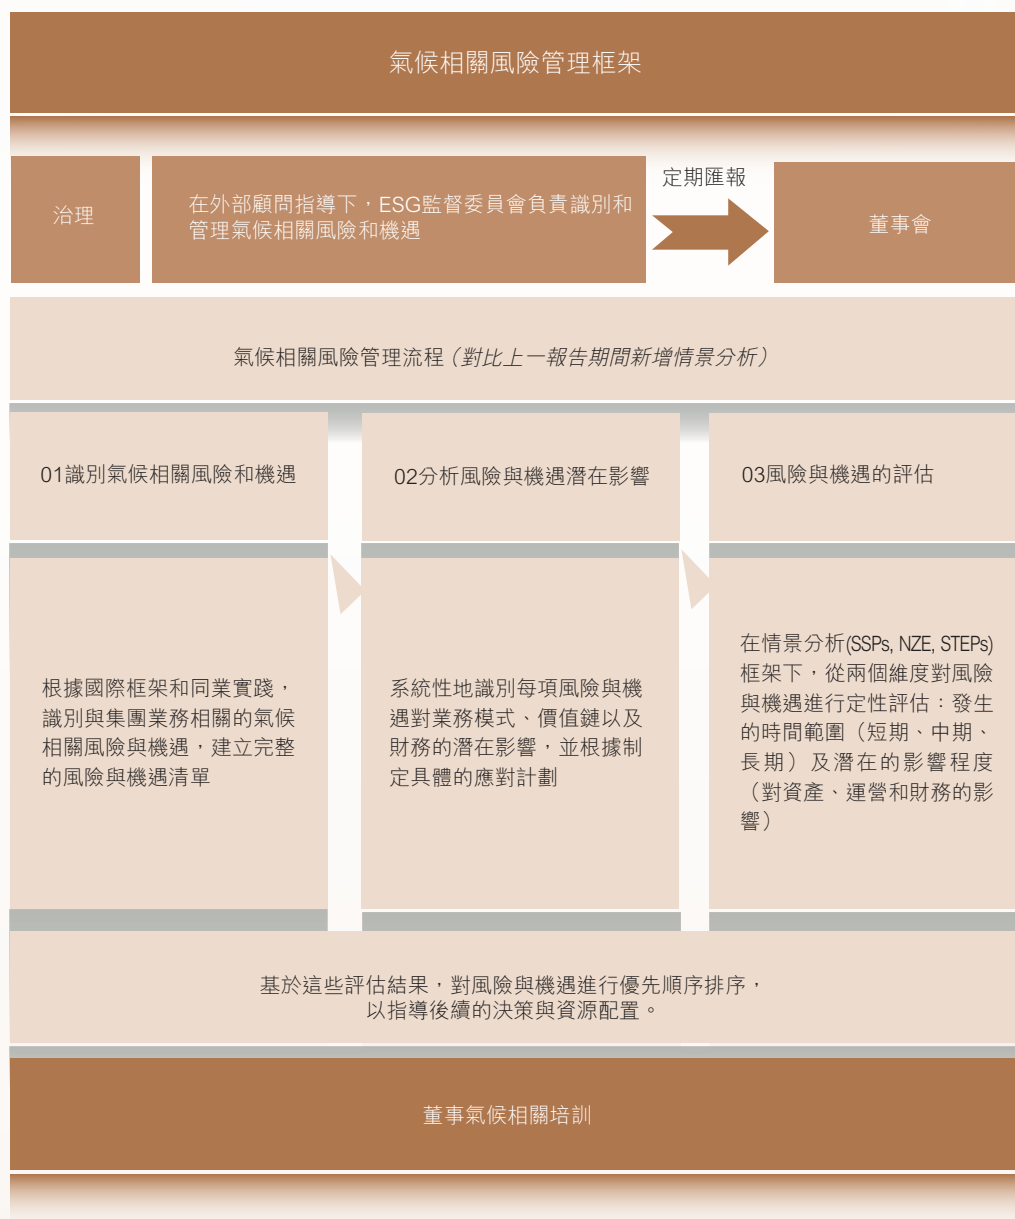 氣候相關風險管理框架
治理
在外部顧問指導下，ESG監督委員會負責識別和
管理氣候相關風險和機遇
定期匯報
董事會
氣候相關風險管理流程（對比上一報告期間新增情景分析）
01識別氣候相關風險和機遇
02分析風險與機遇潛在影響
03風險與機遇的評估
根據國際框架和同業實踐，
識別與集團業務相關的氣候
相關風險與機遇，建立完整
的風險與機遇清單
系統性地識別每項風險與機
遇對業務模式、價值鏈以及
財務的潛在影響，並根據制
定具體的應對計劃
在情景分析(SSPs, NZE, STEPs)
框架下，從兩個維度對風險
與機遇進行定性評估：發生
的時間範圍（短期、中期、
長期）及潛在的影響程度
（對資產、運營和財務的影
響）
基於這些評估結果，對風險與機遇進行優先順序排序，
以指導後續的決策與資源配置。
董事氣候相關培訓